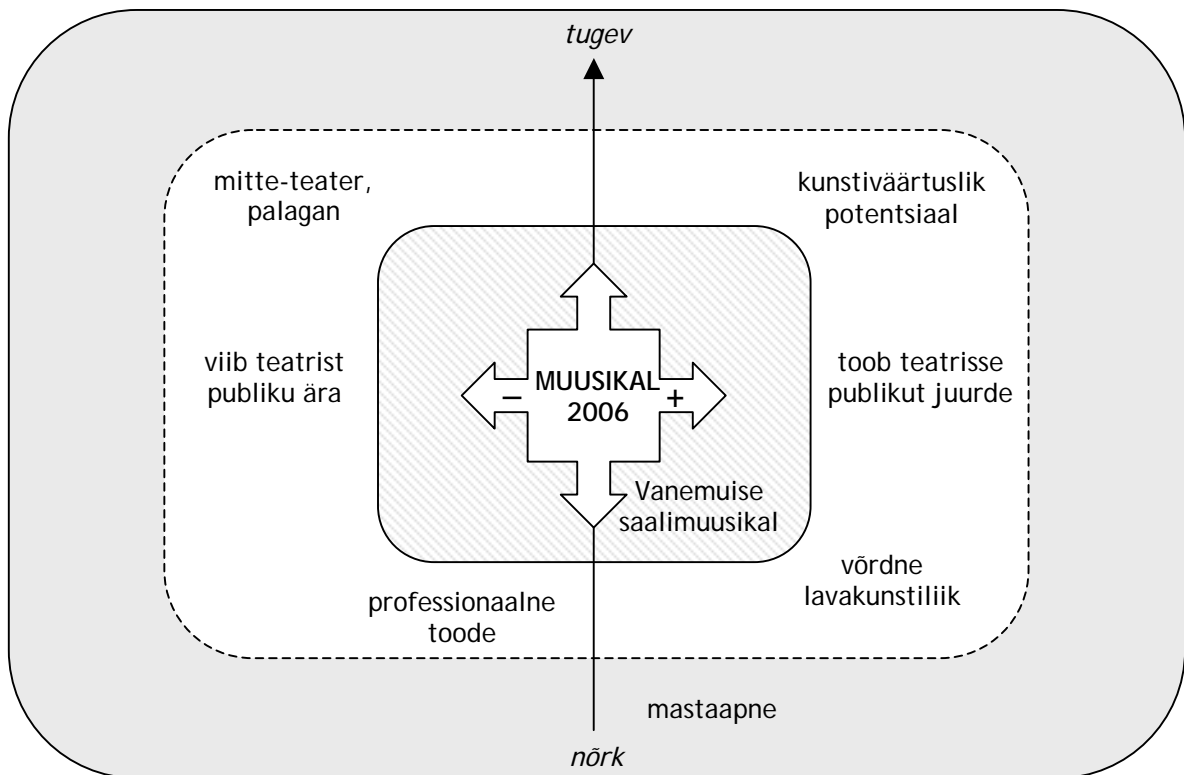 tugev
mitte-teater,
palagan
kunstiväärtuslik
potentsiaal
viib teatrist
publiku ära
–
MUUSIKAL
2006
+
toob teatrisse
publikut juurde
Vanemuise
saalimuusikal
professionaalne
toode
võrdne
lavakunstiliik
mastaapne
nõrk